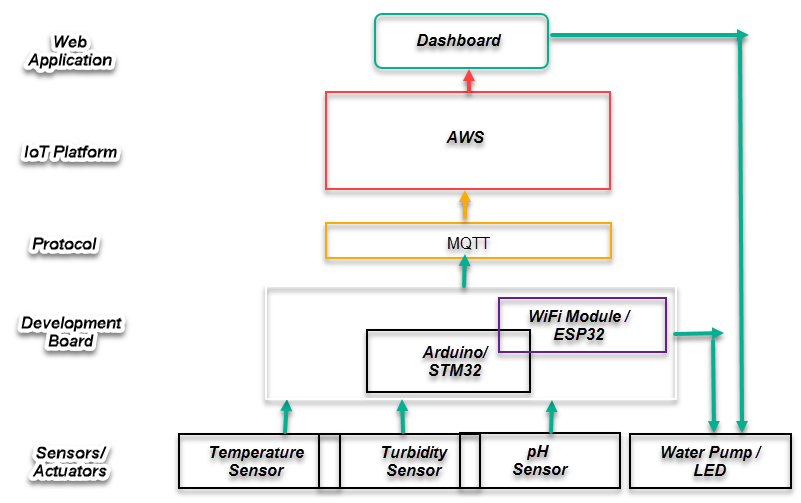 Web
Application
Dashboard
IoT Platform
AWS
Protocol
MQTT
Development
Board
WiFi Module /
ESP32
Arduino/
STM32
Sensors/
Actuators
Temperature
Sensor
Turbidity
Sensor
pH
Sensor
Water Pump /
LED